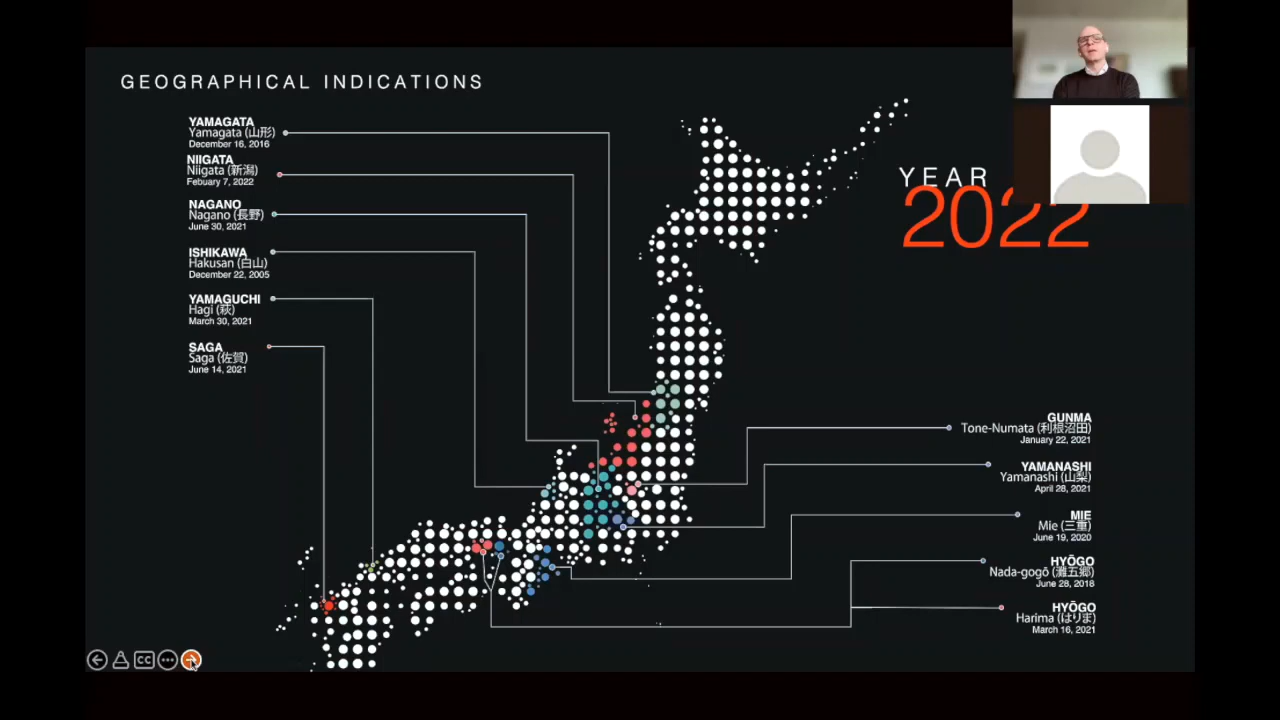 GEOGRAPHICAL INDICATIONS
YAMAGATA
Yamagata (山形)
December 16, 2016
NIIGATA
Niigata (新潟)
Febuary 7, 2022
NAGANO
Nagano (長野)
June 30, 2021
ISHIKAWA
Hakusan (白山)
December 22, 2005
YAMAGUCHI
Hagi (萩)
March 30, 2021
SAGA
Saga (佐賀)
June 14, 2021
YEAR
2022
GUNMA
Tone-Numata (利根沼田)
January 22, 2021
YAMANASHI
Yamanashi (山梨)
April 28, 2021
MIE
Mie (三重)
June 19, 2020
HYŌGO
Nada-gogō (灘五郷)
June 28, 2018
HYŌGO
Harima (はりま)
March 16, 2021
CC